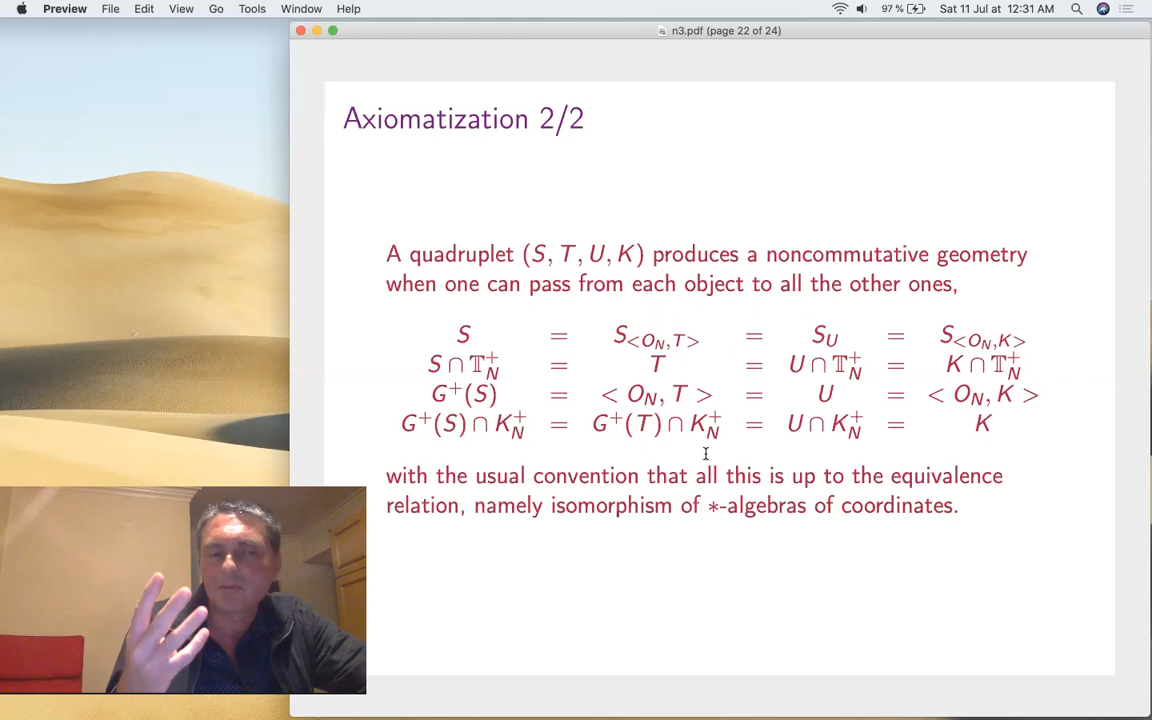 Preview File Edit View Go Tools Window Help 97 % Sat 11 Jul at 12:31 AM
n3.pdf (page 22 of 24)
Axiomatization 2/2
A quadruplet (S, T, U, K) produces a noncommutative geometry
when one can pass from each object to all the other ones,
S = S_{<O_N,T>} = S_U = S_{<O_N,K>}
S ∩ 𝕋_N^+ = T = U ∩ 𝕋_N^+ = K ∩ 𝕋_N^+
G^+(S) = < O_N, T > = U = < O_N, K >
G^+(S) ∩ K_N^+ = G^+(T) ∩ K_N^+ = U ∩ K_N^+ = K
with the usual convention that all this is up to the equivalence
relation, namely isomorphism of *-algebras of coordinates.